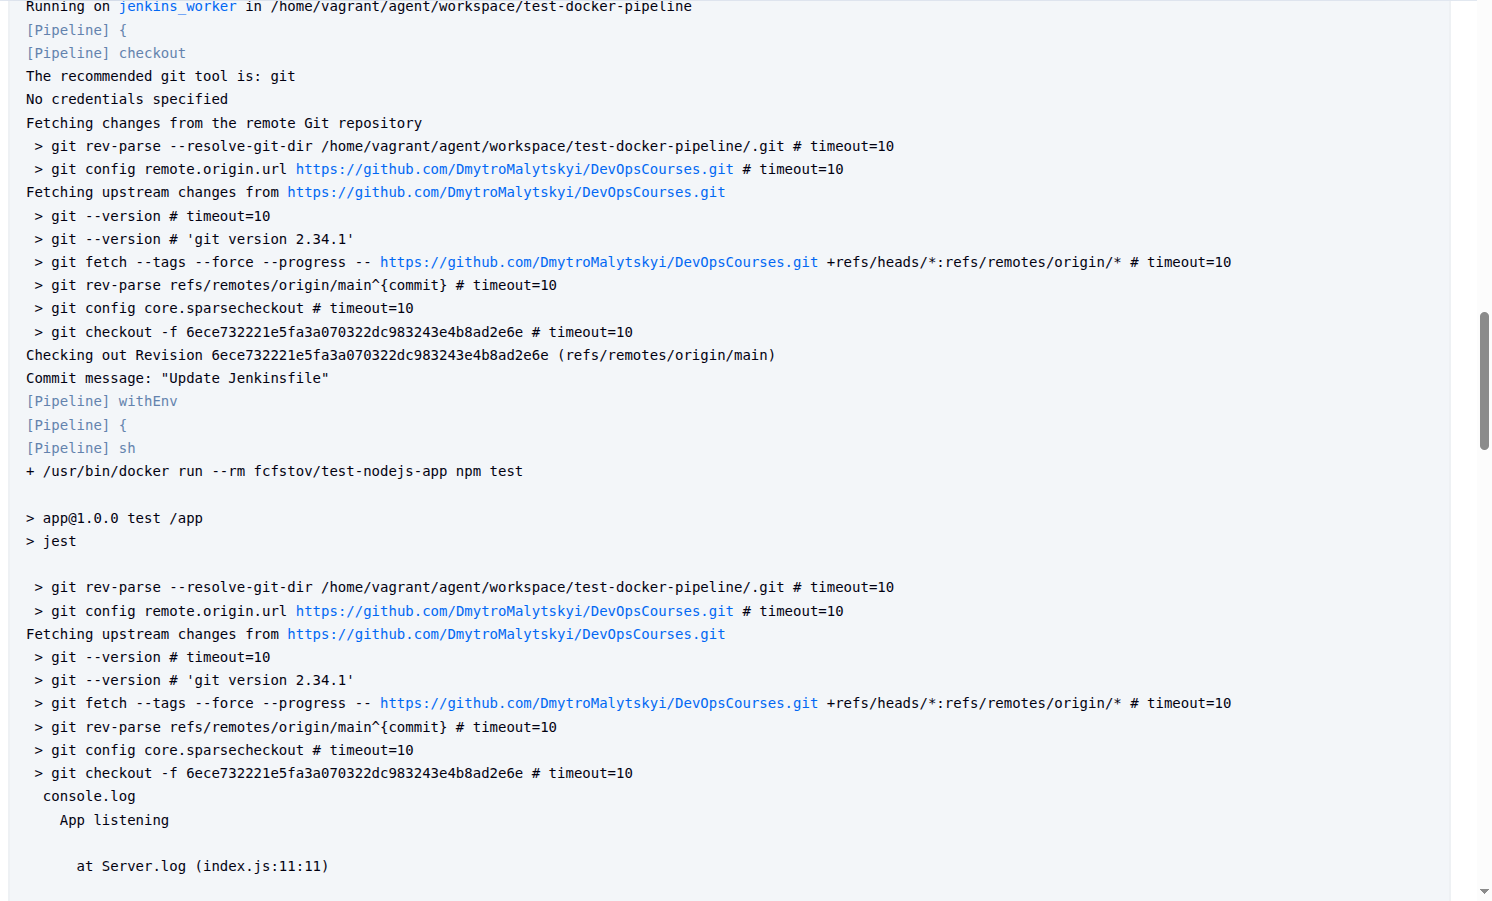 Running on jenkins_worker in /home/vagrant/agent/workspace/test-docker-pipeline
[Pipeline] {
[Pipeline] checkout
The recommended git tool is: git
No credentials specified
Fetching changes from the remote Git repository
 > git rev-parse --resolve-git-dir /home/vagrant/agent/workspace/test-docker-pipeline/.git # timeout=10
 > git config remote.origin.url https://github.com/DmytroMalytskyi/DevOpsCourses.git # timeout=10
Fetching upstream changes from https://github.com/DmytroMalytskyi/DevOpsCourses.git
 > git --version # timeout=10
 > git --version # 'git version 2.34.1'
 > git fetch --tags --force --progress -- https://github.com/DmytroMalytskyi/DevOpsCourses.git +refs/heads/*:refs/remotes/origin/* # timeout=10
 > git rev-parse refs/remotes/origin/main^{commit} # timeout=10
 > git config core.sparsecheckout # timeout=10
 > git checkout -f 6ece732221e5fa3a070322dc983243e4b8ad2e6e # timeout=10
Checking out Revision 6ece732221e5fa3a070322dc983243e4b8ad2e6e (refs/remotes/origin/main)
Commit message: "Update Jenkinsfile"
[Pipeline] withEnv
[Pipeline] {
[Pipeline] sh
+ /usr/bin/docker run --rm fcfstov/test-nodejs-app npm test

> app@1.0.0 test /app
> jest

 > git rev-parse --resolve-git-dir /home/vagrant/agent/workspace/test-docker-pipeline/.git # timeout=10
 > git config remote.origin.url https://github.com/DmytroMalytskyi/DevOpsCourses.git # timeout=10
Fetching upstream changes from https://github.com/DmytroMalytskyi/DevOpsCourses.git
 > git --version # timeout=10
 > git --version # 'git version 2.34.1'
 > git fetch --tags --force --progress -- https://github.com/DmytroMalytskyi/DevOpsCourses.git +refs/heads/*:refs/remotes/origin/* # timeout=10
 > git rev-parse refs/remotes/origin/main^{commit} # timeout=10
 > git config core.sparsecheckout # timeout=10
 > git checkout -f 6ece732221e5fa3a070322dc983243e4b8ad2e6e # timeout=10
  console.log
    App listening

      at Server.log (index.js:11:11)